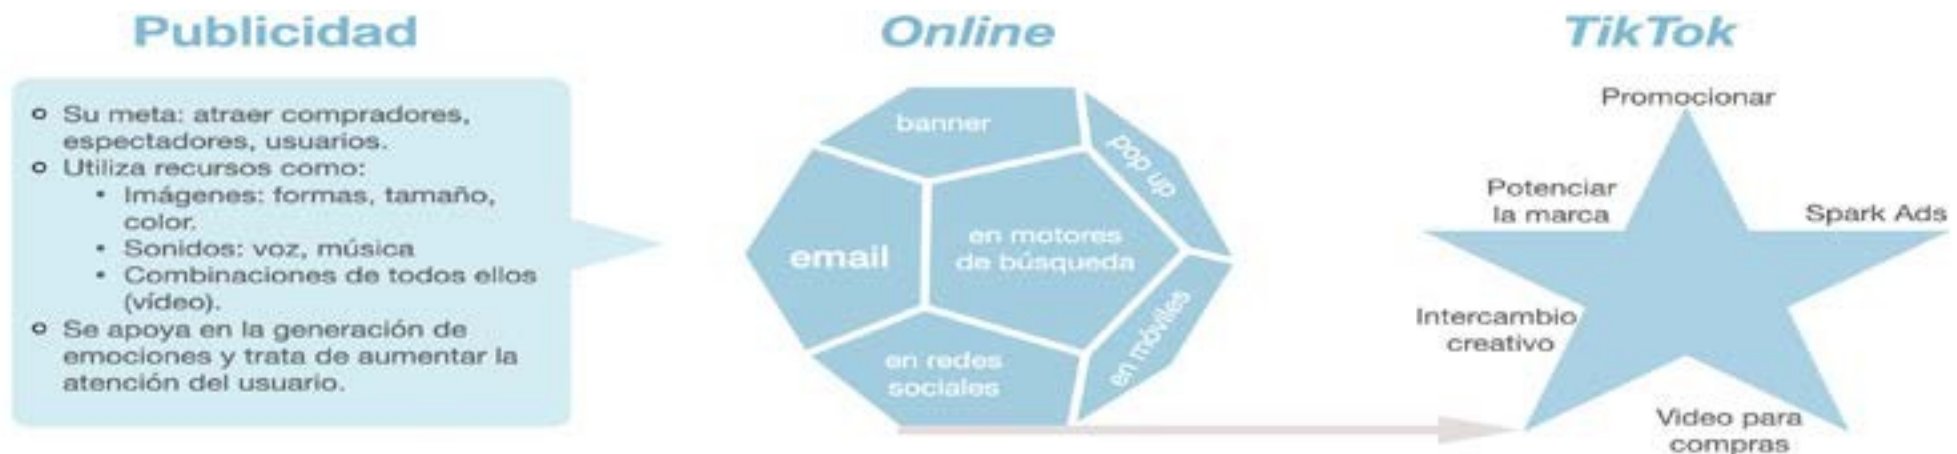 Publicidad
Su meta: atraer compradores,
espectadores, usuarios.
Utiliza recursos como:
Imágenes: formas, tamaño,
color.
Sonidos: voz, música
Combinaciones de todos ellos
(vídeo).
Se apoya en la generación de
emociones y trata de aumentar la
atención del usuario.
Online
banner
pop up
email
en motores
de búsqueda
en móviles
en redes
sociales
TikTok
Promocionar
Potenciar
la marca
Spark Ads
Intercambio
creativo
Video para
compras